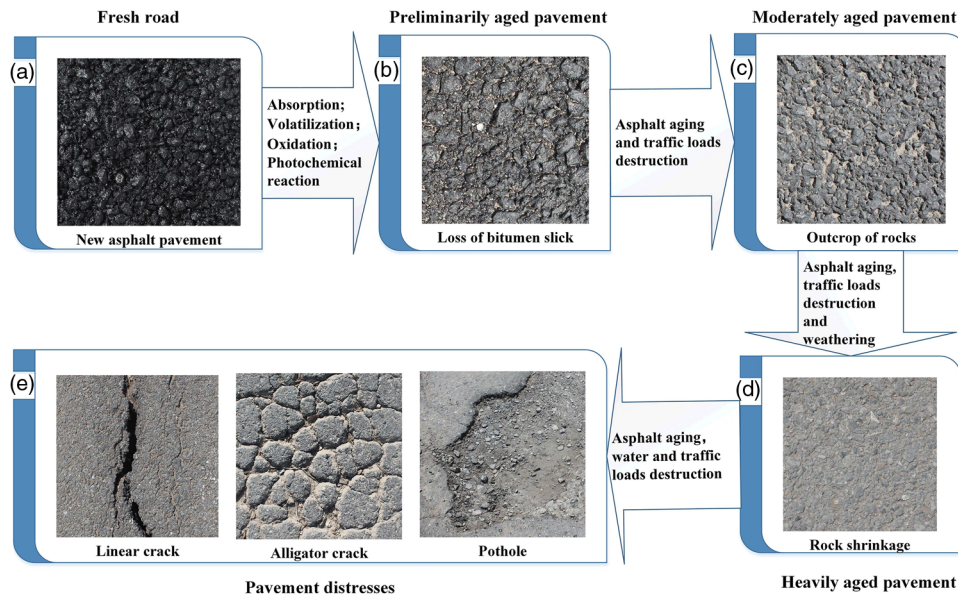 Fresh road
Preliminarily aged pavement
Moderately aged pavement
(a)
New asphalt pavement
Absorption;
Volatilization;
Oxidation;
Photochemical
reaction
(b)
Loss of bitumen slick
Asphalt aging
and traffic loads
destruction
(c)
Outcrop of rocks
Asphalt aging,
traffic loads
destruction
and
weathering
(d)
Rock shrinkage
Heavily aged pavement
Asphalt aging,
water and traffic
loads destruction
(e)
Linear crack
Alligator crack
Pothole
Pavement distresses